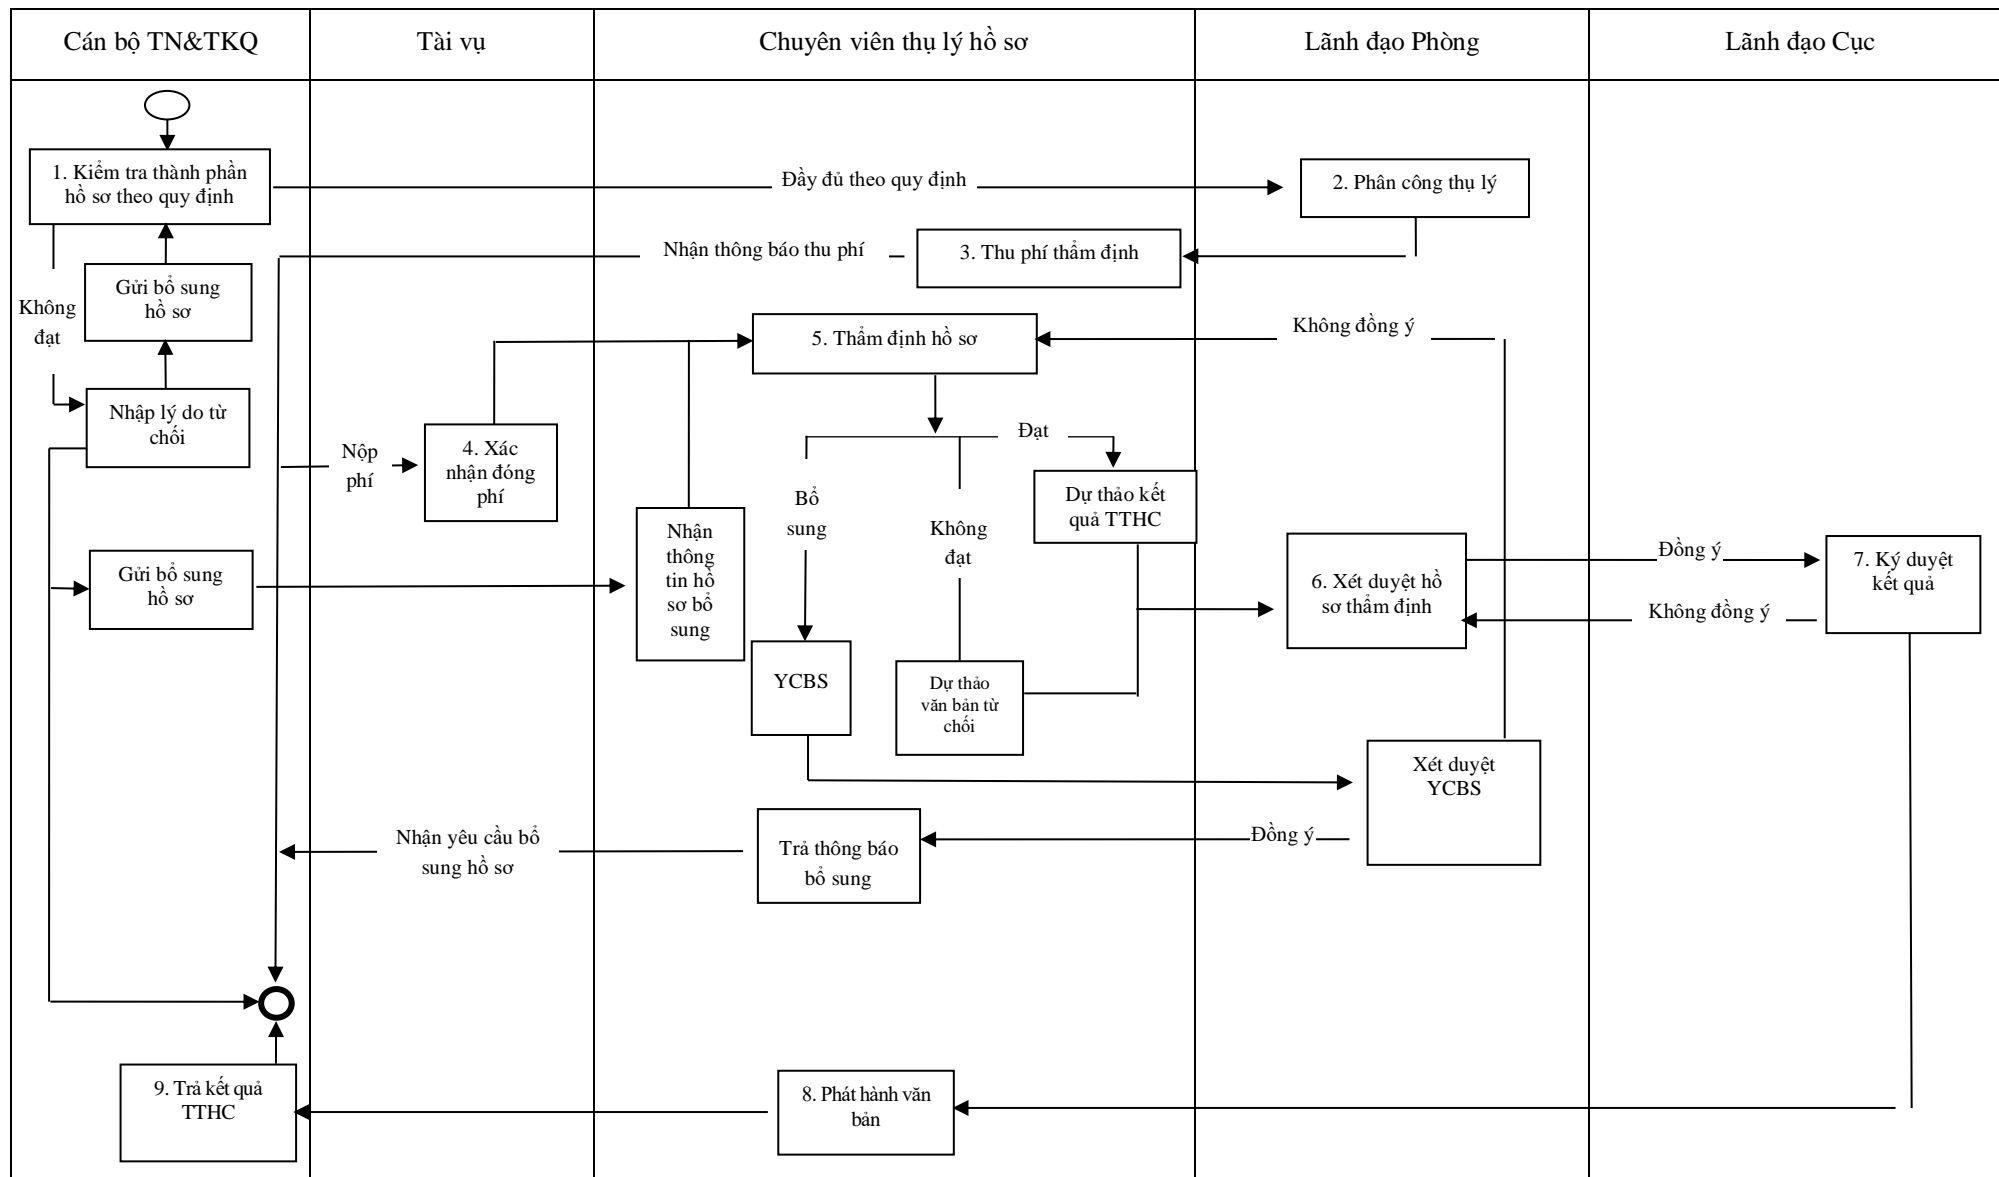 Cán bộ TN&TKQ
Tài vụ
Chuyên viên thụ lý hồ sơ
Lãnh đạo Phòng
Lãnh đạo Cục
1. Kiểm tra thành phần
hồ sơ theo quy định
Đầy đủ theo quy định
2. Phân công thụ lý
Nhận thông báo thu phí
3. Thu phí thẩm định
Gửi bổ sung
hồ sơ
Không
đạt
5. Thẩm định hồ sơ
Không đồng ý
Nhập lý do từ
chối
Nộp
phí
4. Xác
nhận đóng
phí
Đạt
Bổ
sung
Không
đạt
Dự thảo kết
quả TTHC
Nhận
thông
tin hồ
sơ bổ
sung
Gửi bổ sung
hồ sơ
6. Xét duyệt hồ
sơ thẩm định
Đồng ý
Không đồng ý
7. Ký duyệt
kết quả
YCBS
Dự thảo
văn bản từ
chối
Xét duyệt
YCBS
Đồng ý
Trả thông báo
bổ sung
Nhận yêu cầu bổ
sung hồ sơ
9. Trả kết quả
TTHC
8. Phát hành văn
bản